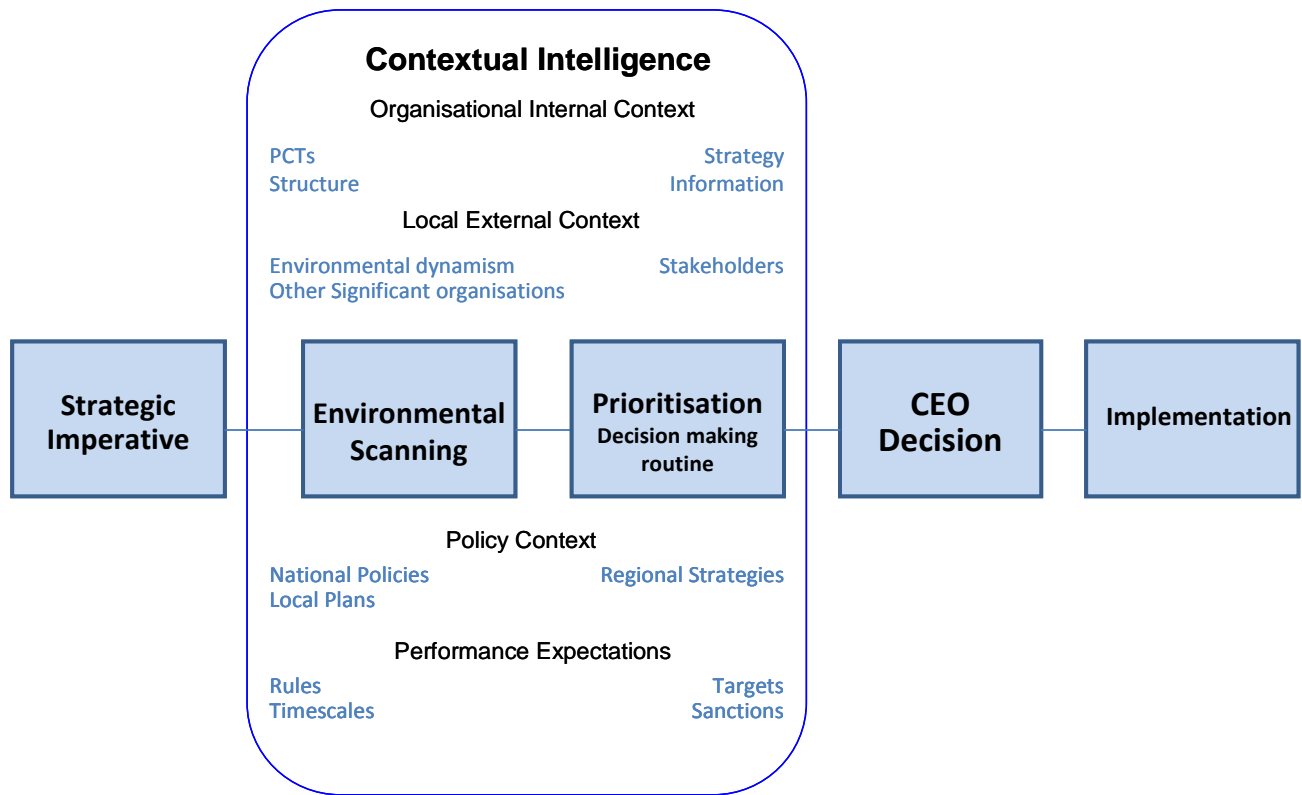 Contextual Intelligence
Organisational Internal Context
PCTs Strategy
Structure Information
Local External Context
Environmental dynamism Stakeholders
Other Significant organisations
Strategic
Imperative
Environmental
Scanning
Prioritisation
Decision making
routine
CEO
Decision
Implementation
Policy Context
National Policies Regional Strategies
Local Plans
Performance Expectations
Rules Targets
Timescales Sanctions